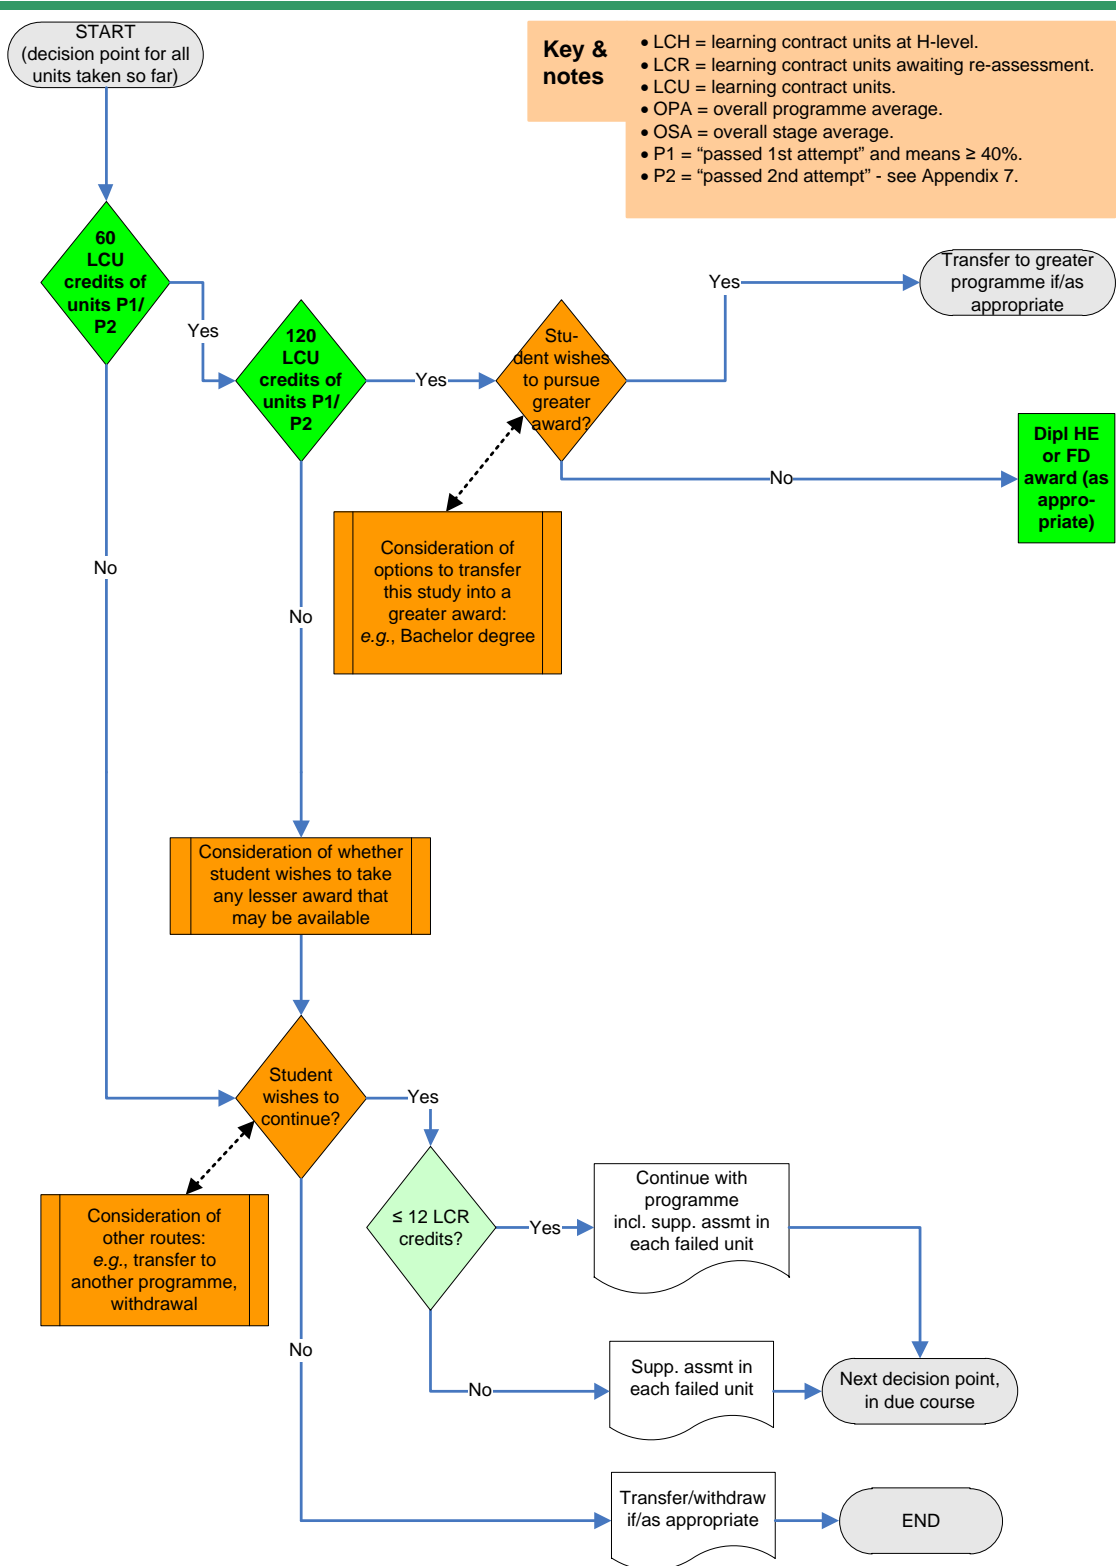 START
(decision point for all
units taken so far)
Key &
notes
• LCH = learning contract units at H-level.
• LCR = learning contract units awaiting re-assessment.
• LCU = learning contract units.
• OPA = overall programme average.
• OSA = overall stage average.
• P1 = “passed 1st attempt” and means ≥ 40%.
• P2 = “passed 2nd attempt” - see Appendix 7.
60
LCU
credits of
units P1/
P2
Yes
No
120
LCU
credits of
units P1/
P2
Yes
No
Stu-
dent wishes
to pursue
greater
award?
Yes
Transfer to greater
programme if/as
appropriate
No
Dipl HE
or FD
award (as
appro-
priate)
Consideration of
options to transfer
this study into a
greater award:
e.g., Bachelor degree
Consideration of whether
student wishes to take
any lesser award that
may be available
Student
wishes to
continue?
Yes
No
Consideration of
other routes:
e.g., transfer to
another programme,
withdrawal
≤ 12 LCR
credits?
Yes
Continue with
programme
incl. supp. assmt in
each failed unit
No
Supp. assmt in
each failed unit
Next decision point,
in due course
Transfer/withdraw
if/as appropriate
END